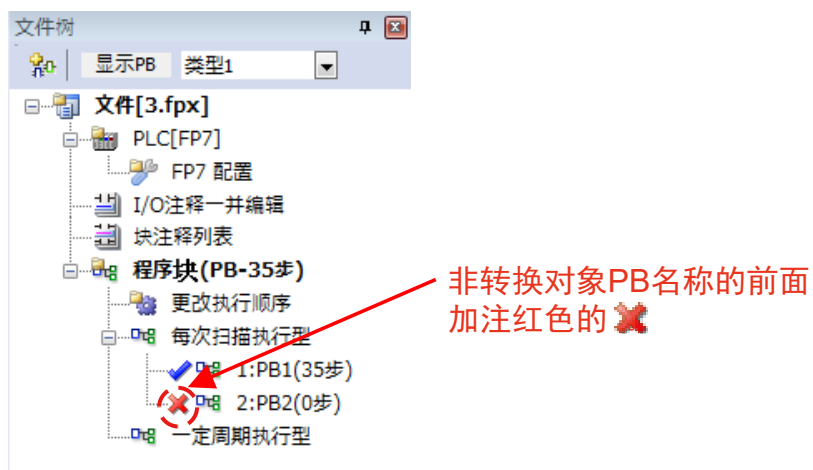 文件树
显示PB 类型1
文件[3.fpx]
PLC[FP7]
FP7 配置
I/O注释一并编辑
块注释列表
程序块(PB-35步)
更改执行顺序
每次扫描执行型
1:PB1(35步)
2:PB2(0步)
一定周期执行型
非转换对象PB名称的前面
加注红色的